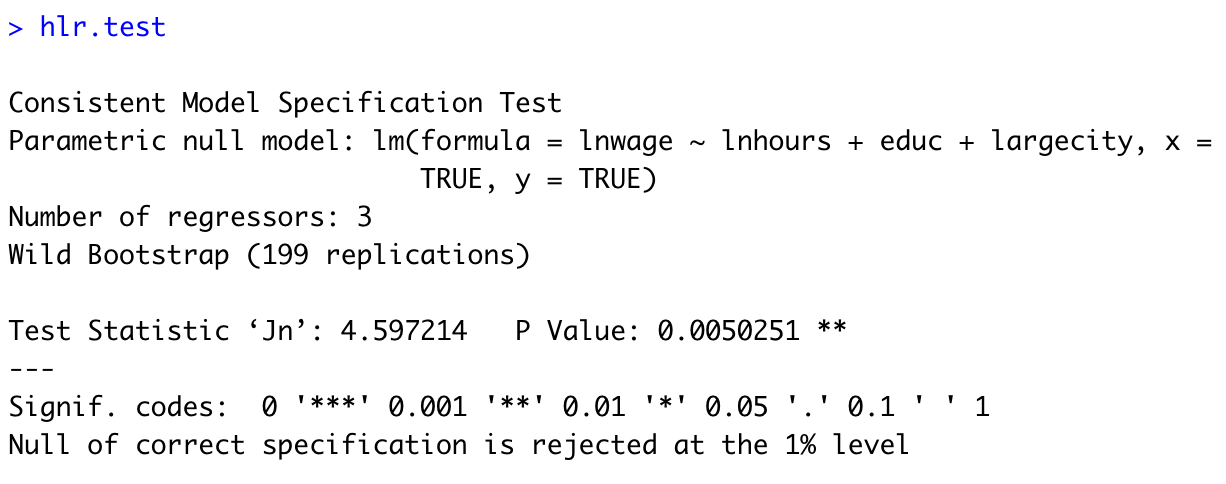 > hlr.test
Consistent Model Specification Test
Parametric null model: lm(formula = lnwage ~ lnhours + educ + largecity, x =
TRUE, y = TRUE)
Number of regressors: 3
Wild Bootstrap (199 replications)
Test Statistic ‘Jn’: 4.597214   P Value: 0.0050251 **
---
Signif. codes:  0 '***' 0.001 '**' 0.01 '*' 0.05 '.' 0.1 ' ' 1
Null of correct specification is rejected at the 1% level